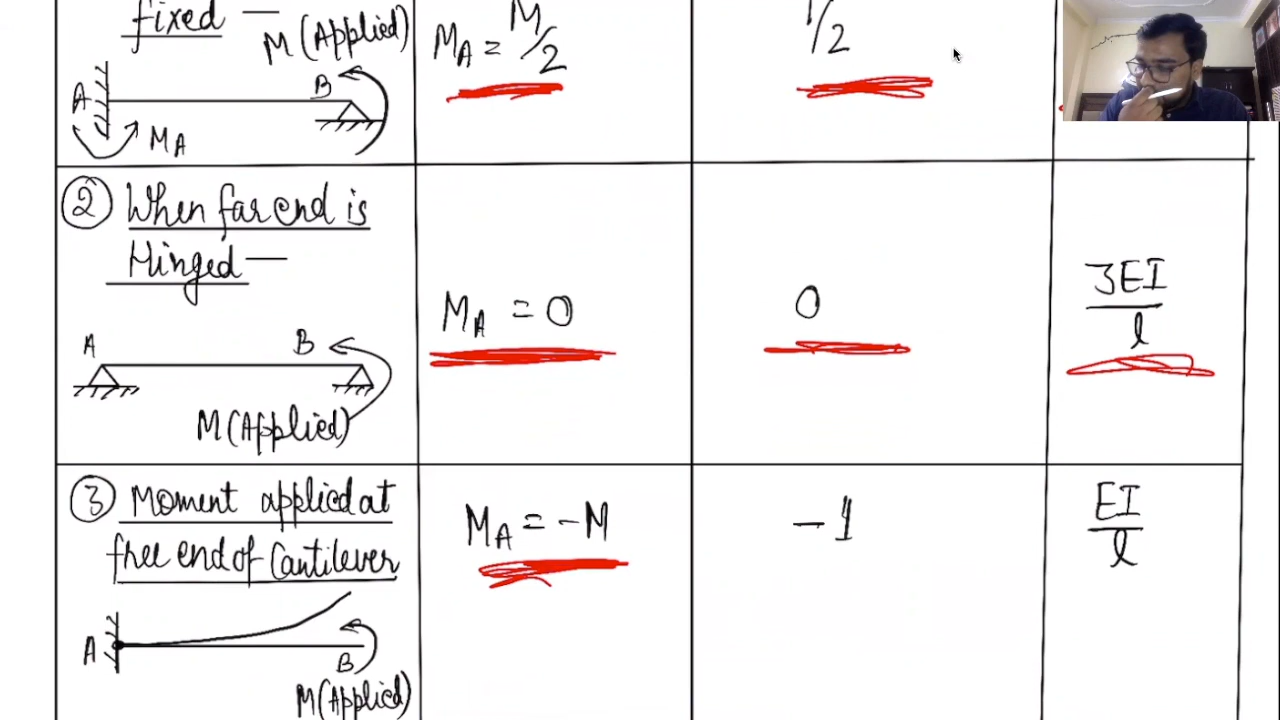 fixed —
M (Applied)
A
B
M_A
M_A = M/2
1/2
② When far end is
Hinged —
A
B
M (Applied)
M_A = 0
0
3EI
l
③ Moment applied at
free end of Cantilever
A
B
M (Applied)
M_A = -M
-1
EI
l